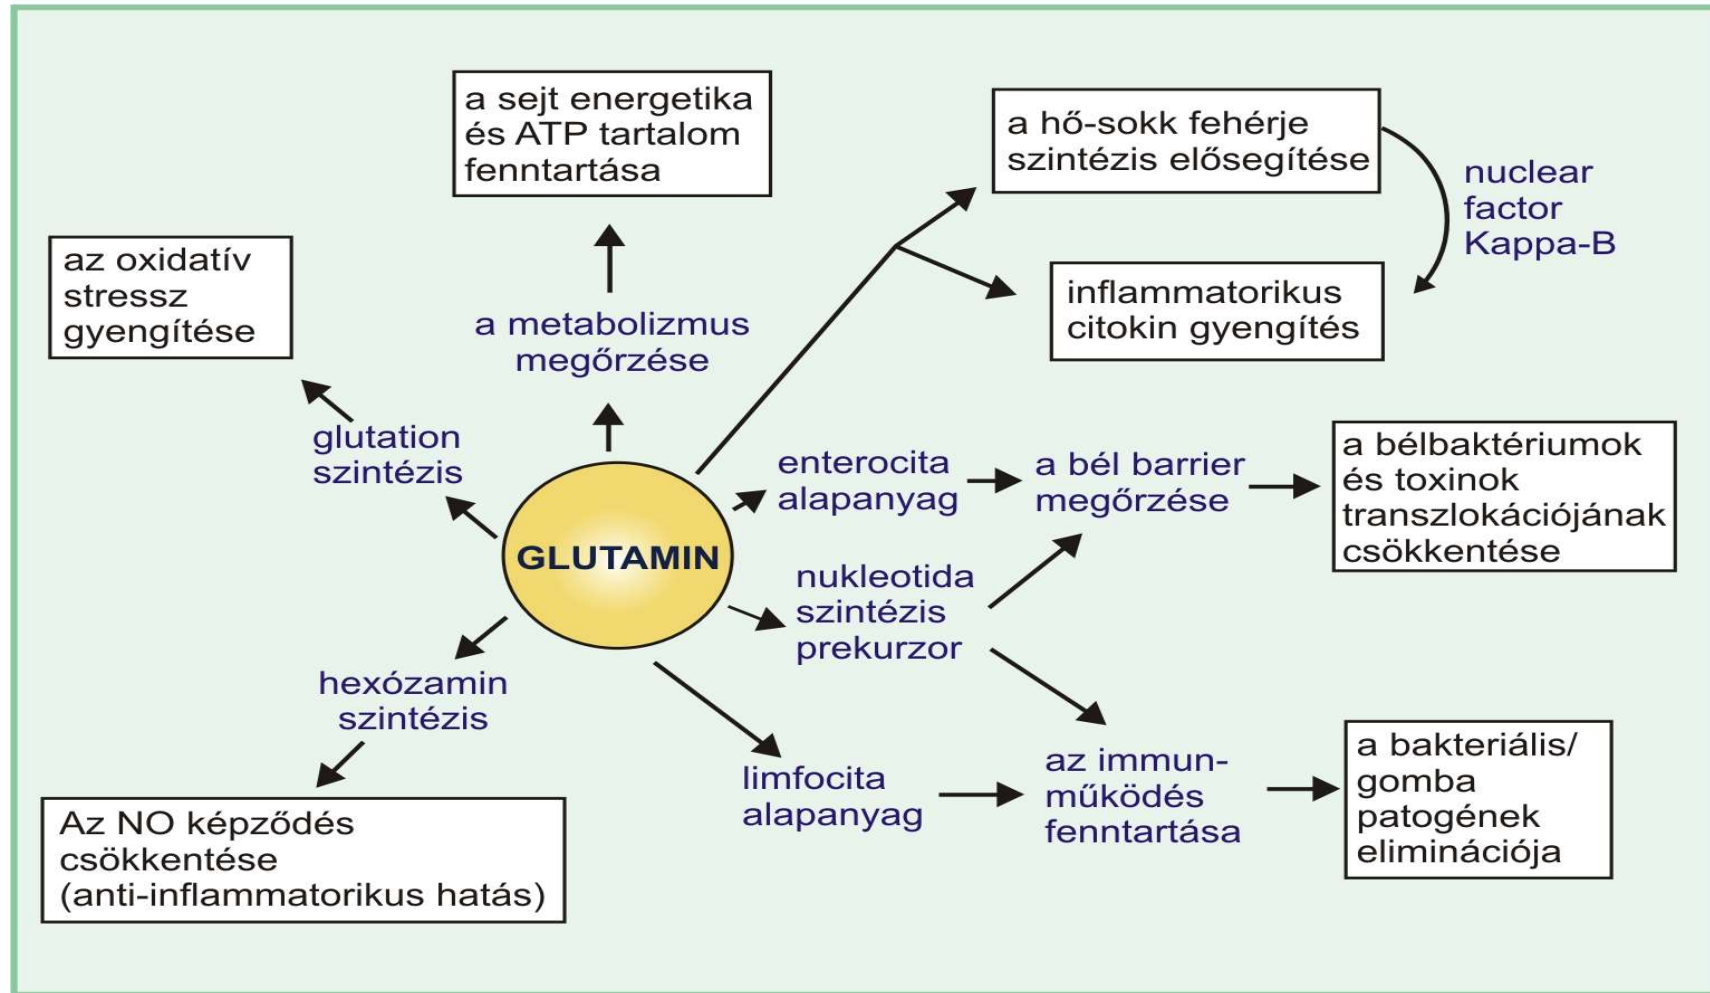 a sejt energetika
és ATP tartalom
fenntartása
a hő-sokk fehérje
szintézis elősegítése
nuclear
factor
Kappa-B
az oxidatív
stressz
gyengítése
inflammatorikus
citokin gyengítés
a metabolizmus
megőrzése
glutation
szintézis
enterocita
alapanyag
a bél barrier
megőrzése
a bélbaktériumok
és toxinok
transzlokációjának
csökkentése
GLUTAMIN
nukleotida
szintézis
prekurzor
hexózamin
szintézis
limfocita
alapanyag
az immun-
működés
fenntartása
a bakteriális/
gomba
patogének
eliminációja
Az NO képződés
csökkentése
(anti-inflammatorikus hatás)